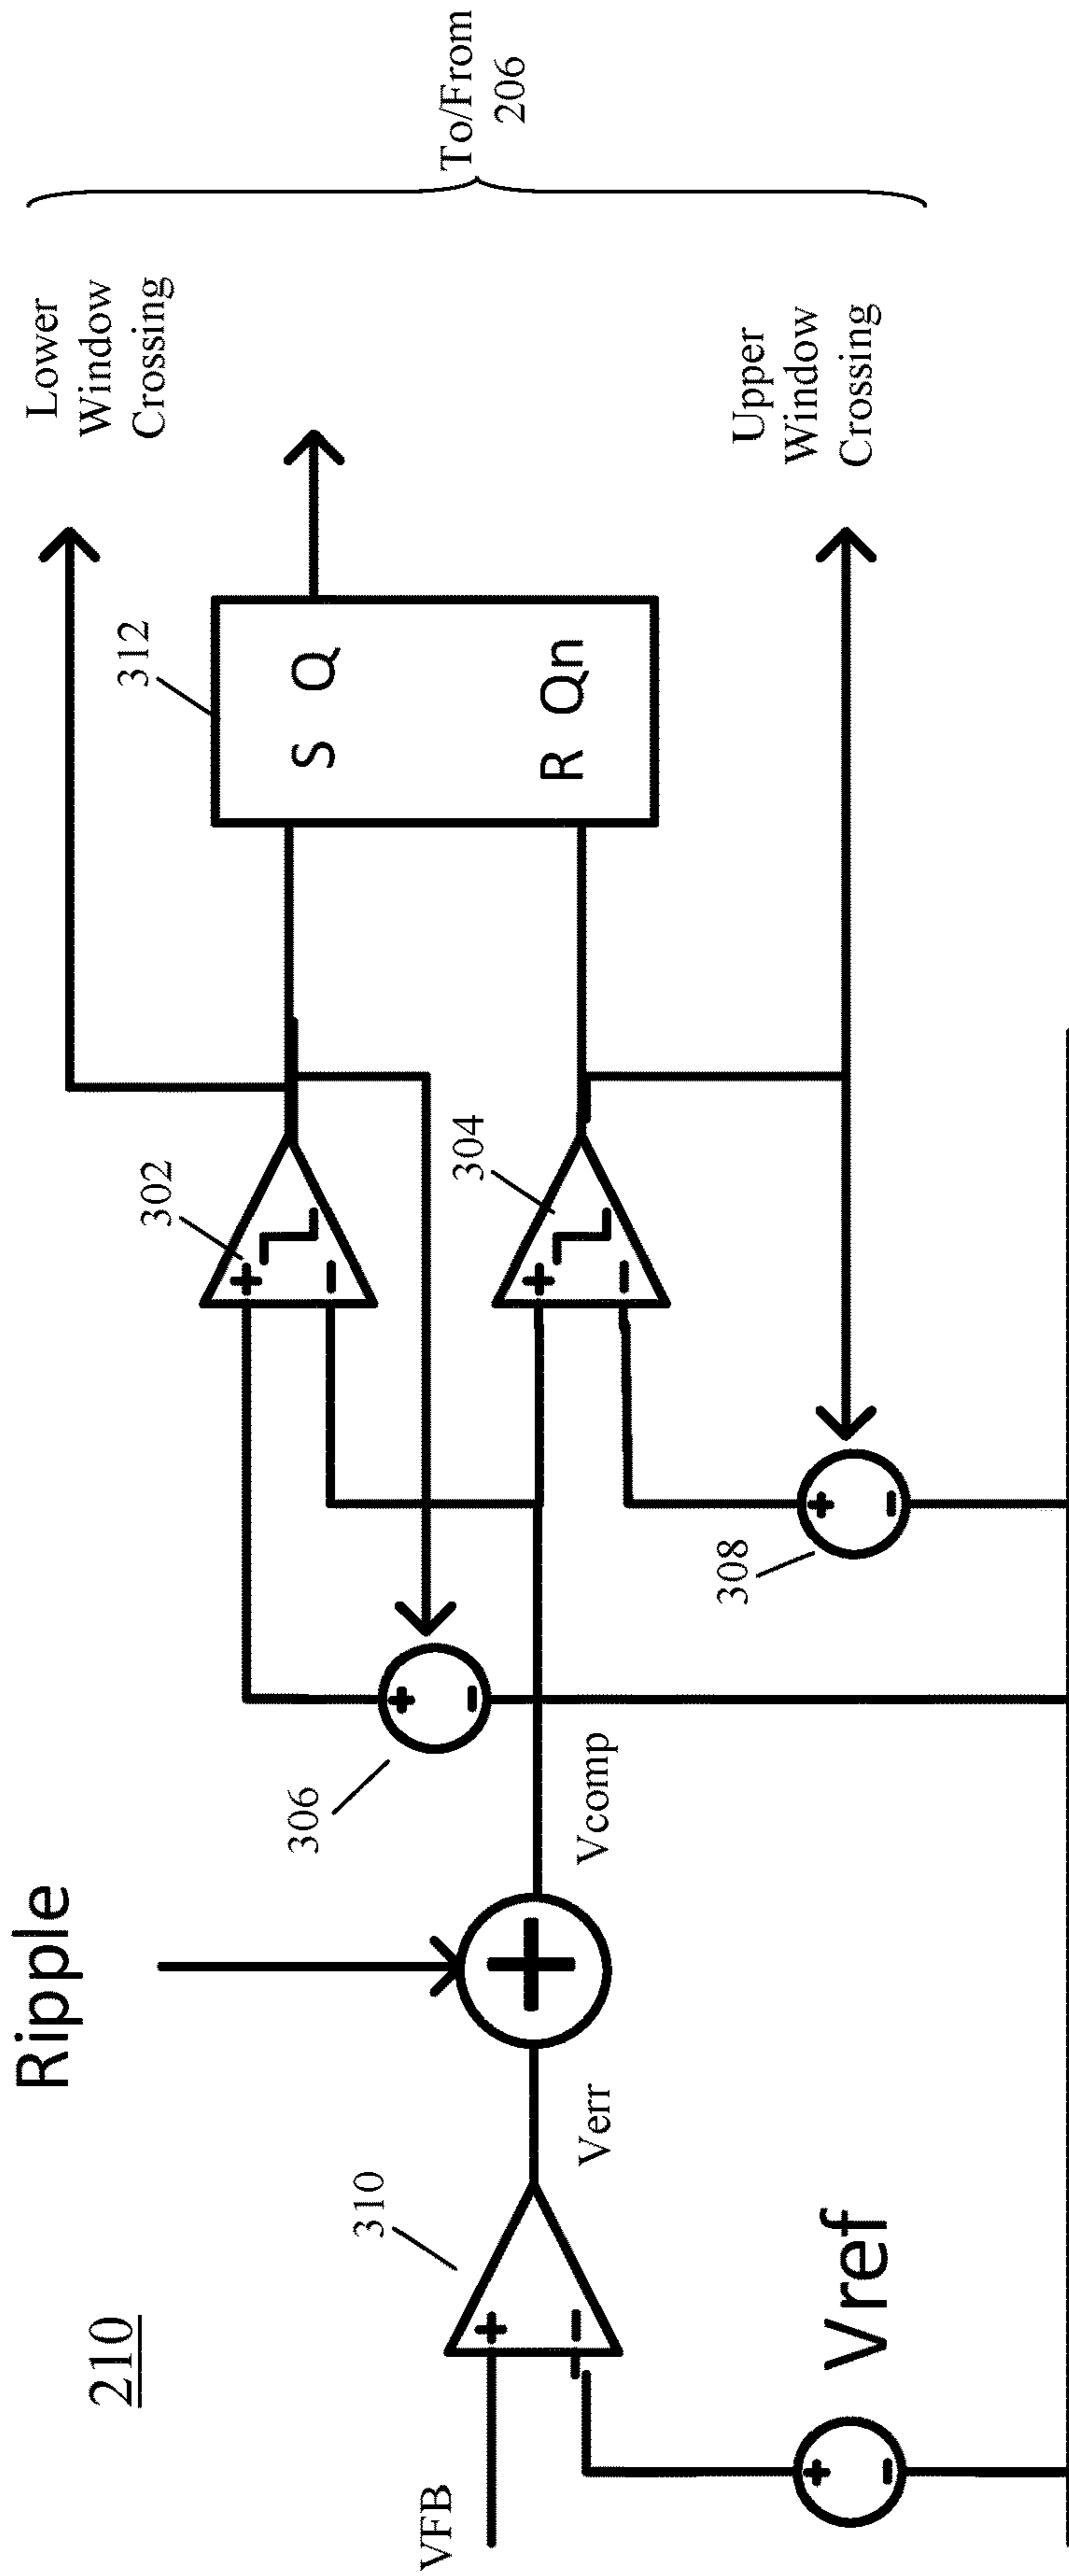 210
Ripple
310
VFB
Verr
Vref
Vcomp
306
308
302
304
312
S Q
R Qn
Lower
Window
Crossing
Upper
Window
Crossing
To/From
206
+
+
−
+
−
+
−
+
−
+
−
+
−